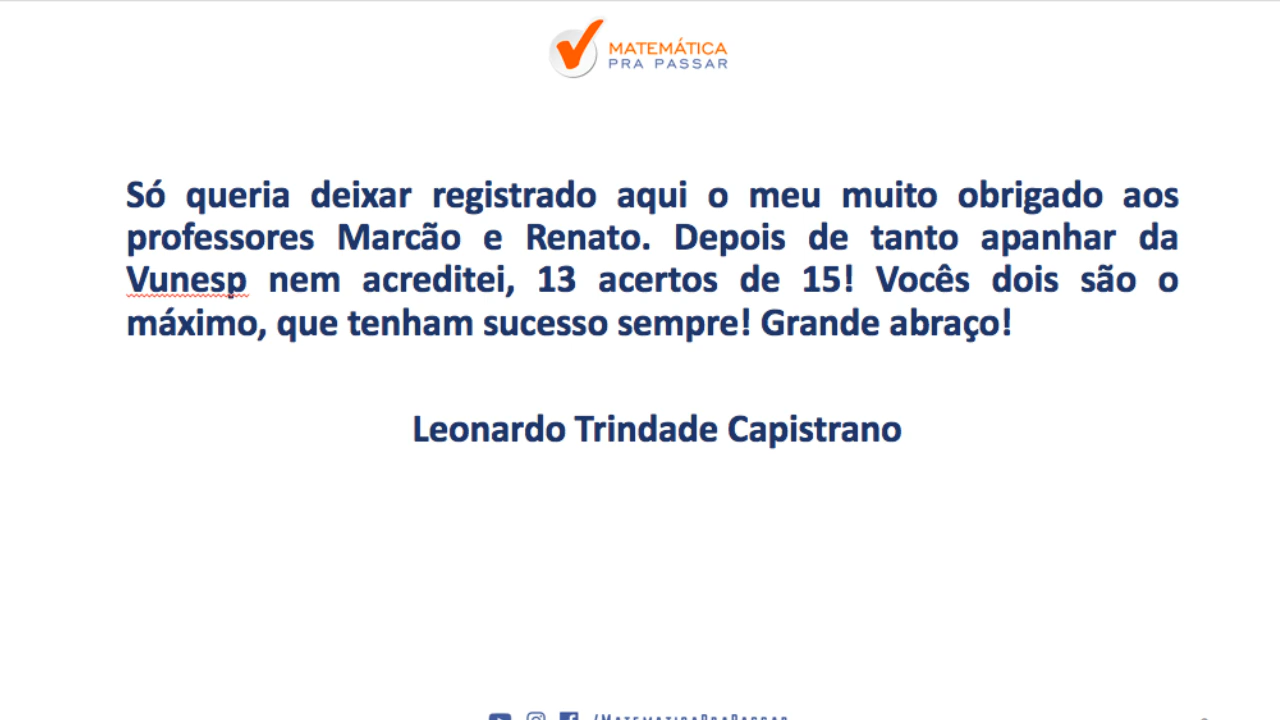 MATEMÁTICA
PRA PASSAR
Só queria deixar registrado aqui o meu muito obrigado aos
professores Marcão e Renato. Depois de tanto apanhar da
Vunesp nem acreditei, 13 acertos de 15! Vocês dois são o
máximo, que tenham sucesso sempre! Grande abraço!
Leonardo Trindade Capistrano
/MATEMATICAPRAPASSAR